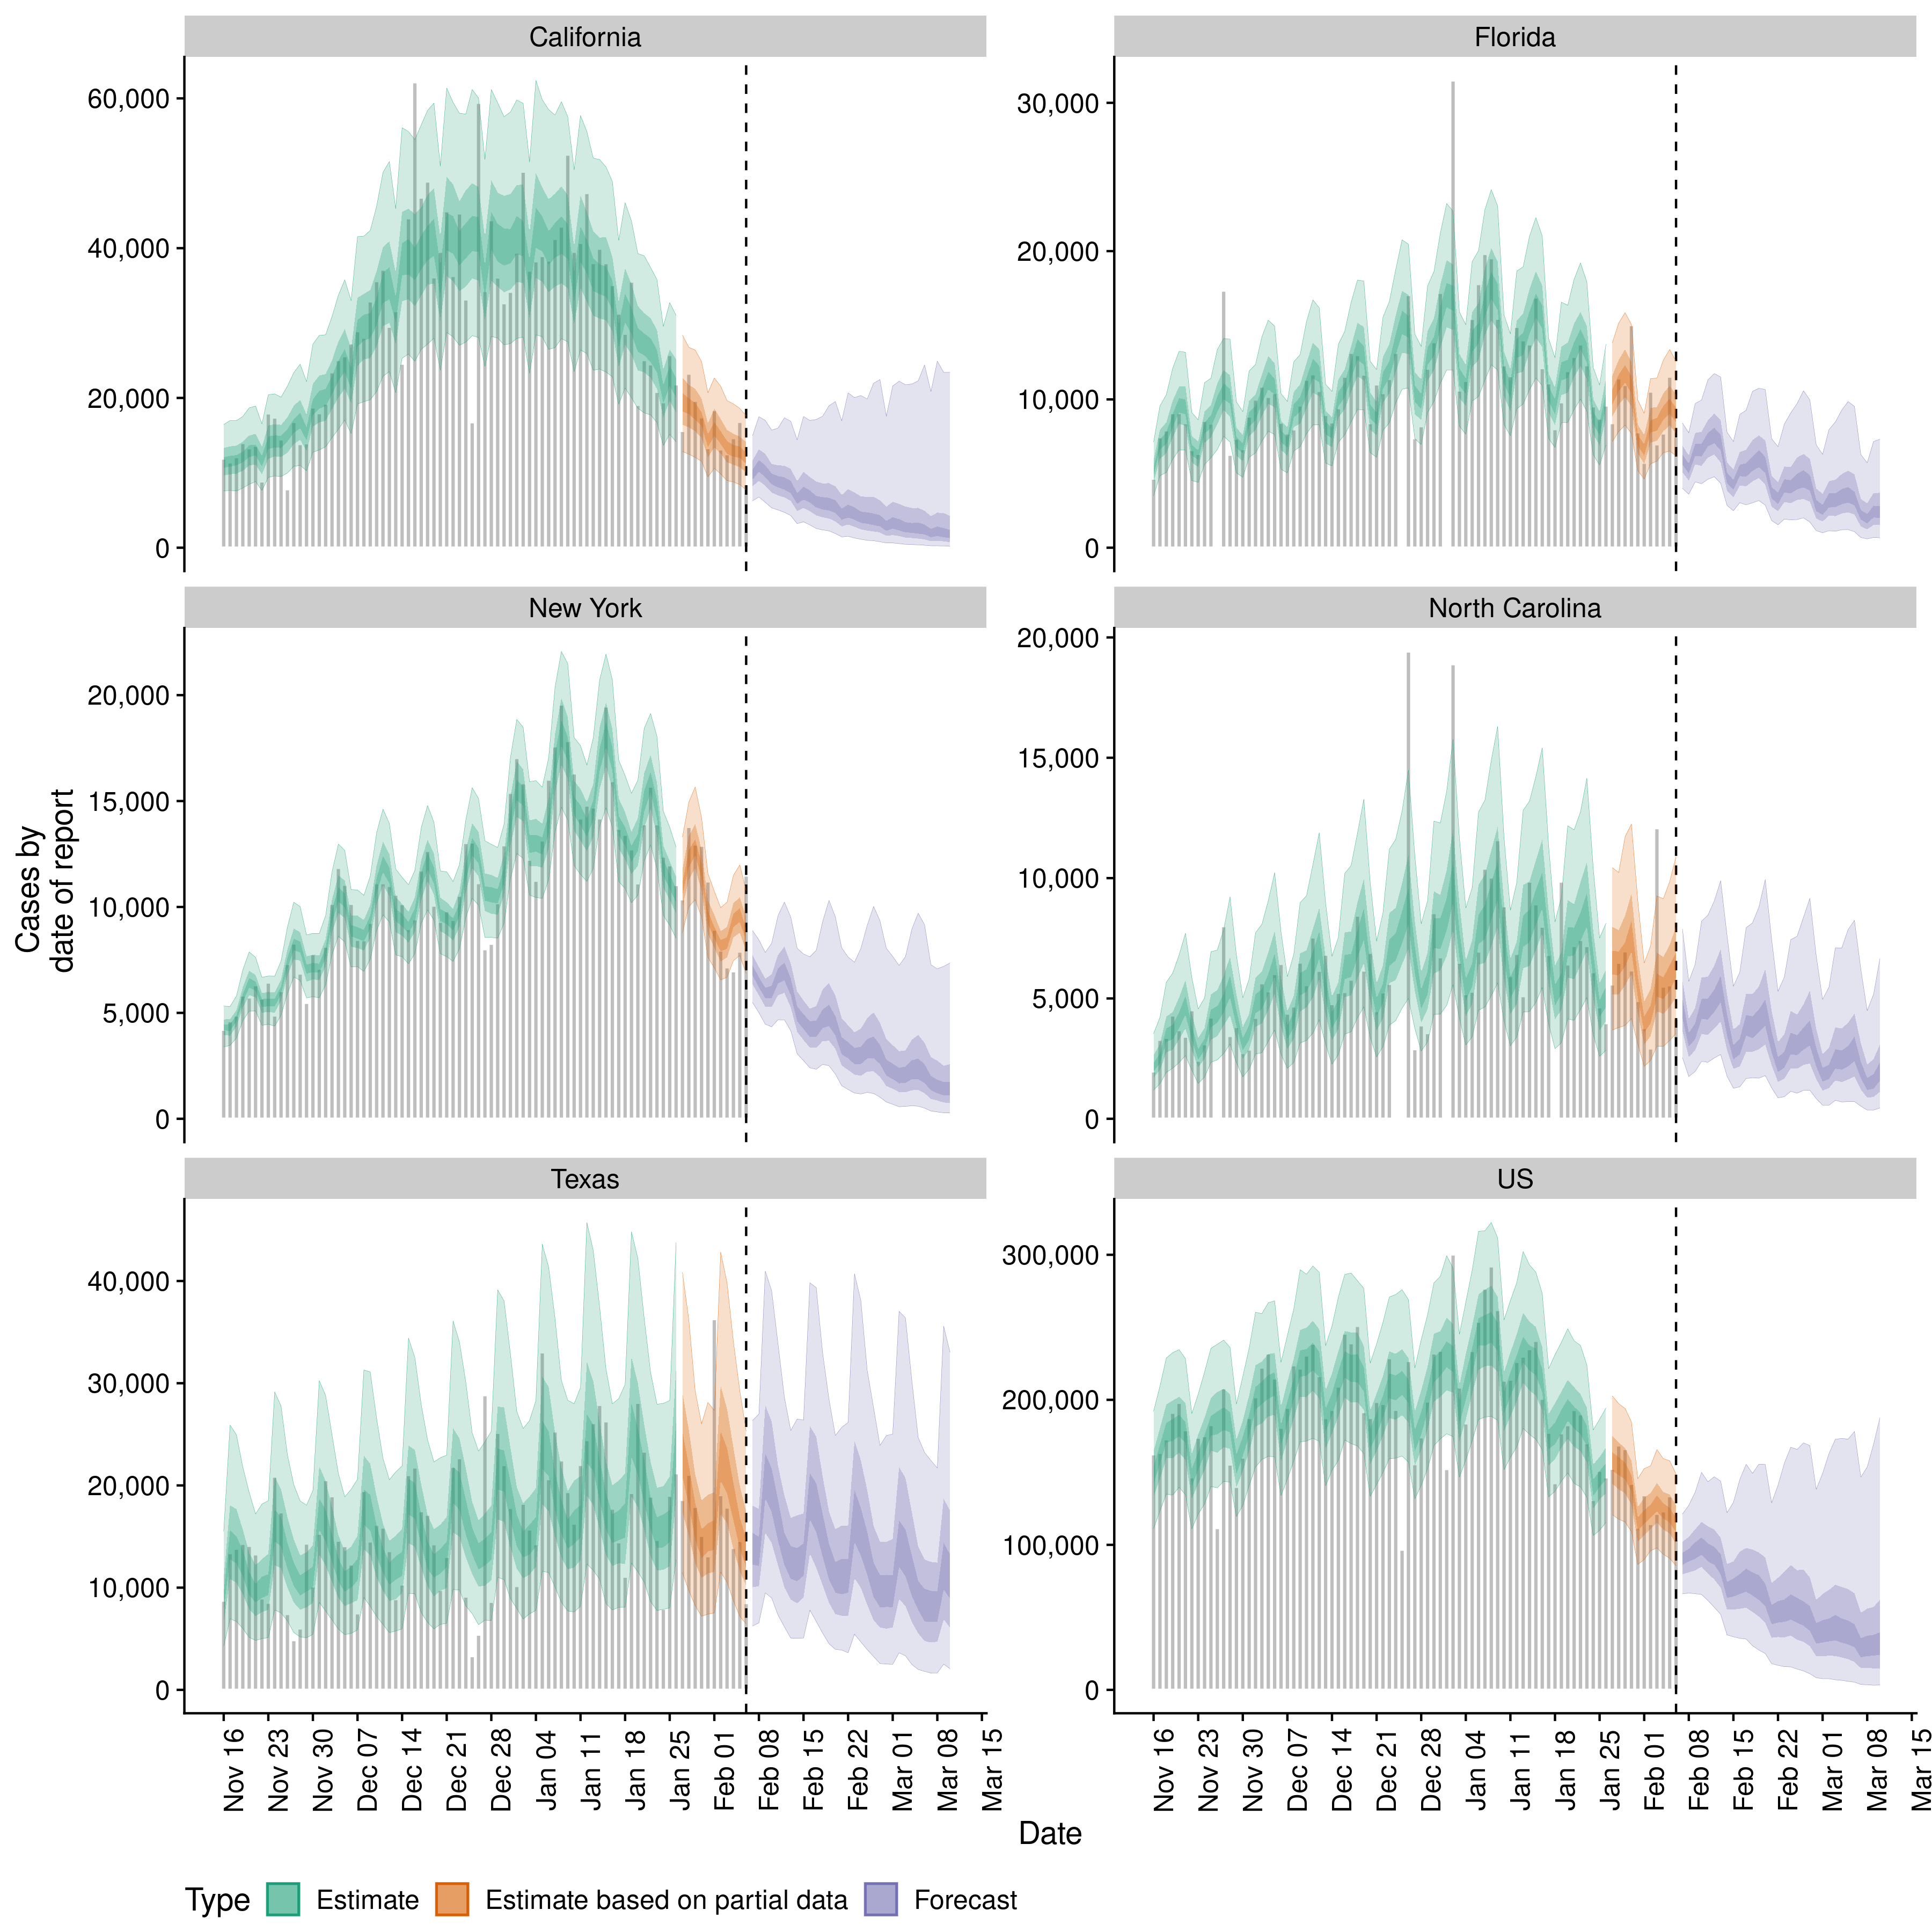 California
Florida
60,000
40,000
20,000
0
30,000
20,000
10,000
0
New York
North Carolina
20,000
15,000
10,000
5,000
0
20,000
15,000
10,000
5,000
0
Cases by
date of report
Texas
US
40,000
30,000
20,000
10,000
0
300,000
200,000
100,000
0
Nov 16
Nov 23
Nov 30
Dec 07
Dec 14
Dec 21
Dec 28
Jan 04
Jan 11
Jan 18
Jan 25
Feb 01
Feb 08
Feb 15
Feb 22
Mar 01
Mar 08
Mar 15
Nov 16
Nov 23
Nov 30
Dec 07
Dec 14
Dec 21
Dec 28
Jan 04
Jan 11
Jan 18
Jan 25
Feb 01
Feb 08
Feb 15
Feb 22
Mar 01
Mar 08
Mar 15
Date
Type Estimate Estimate based on partial data Forecast